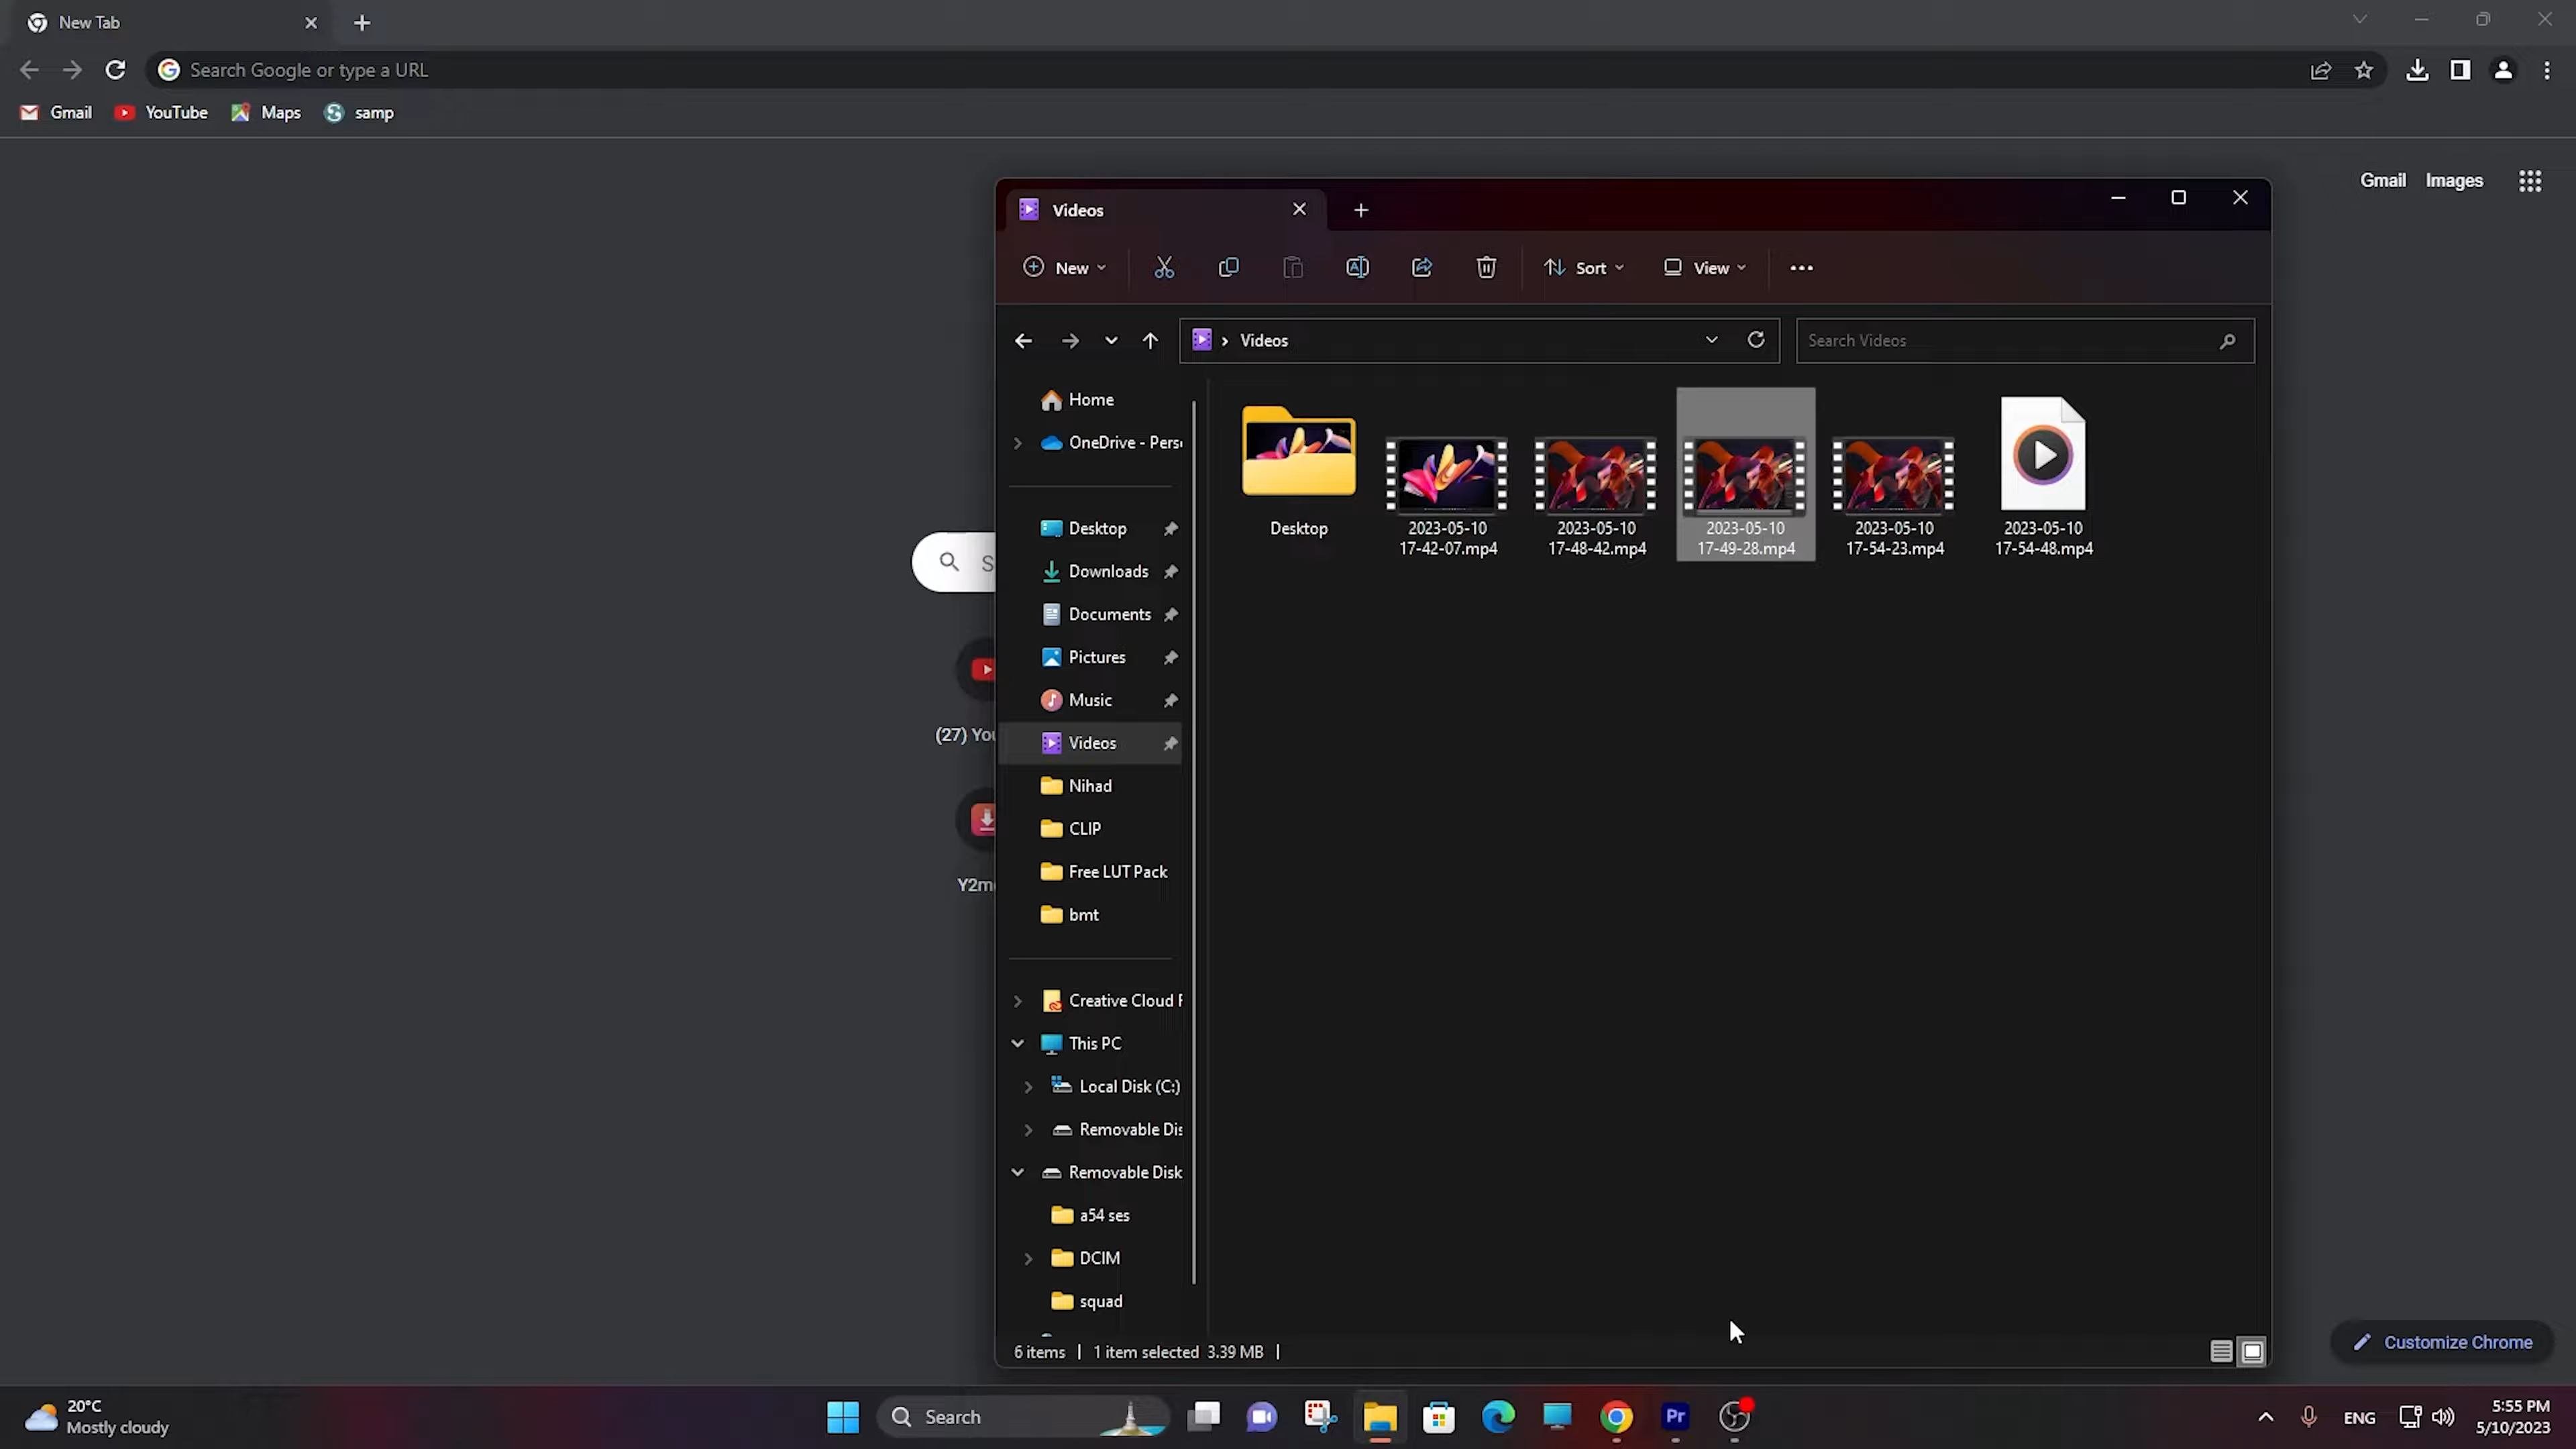 New Tab
Search Google or type a URL
Gmail
YouTube
Maps
samp
Gmail
Images
Videos
New
Sort
View
Videos
Search Videos
Home
OneDrive - Pers
Desktop
Downloads
Documents
Pictures
Music
Videos
Nihad
CLIP
Free LUT Pack
bmt
Creative Cloud F
This PC
Local Disk (C:)
Removable Dis
Removable Disk
a54 ses
DCIM
squad
Desktop
2023-05-10
17-42-07.mp4
2023-05-10
17-48-42.mp4
2023-05-10
17-49-28.mp4
2023-05-10
17-54-23.mp4
2023-05-10
17-54-48.mp4
S
(27) You
Y2m
6 items
1 item selected 3.39 MB
Customize Chrome
20°C
Mostly cloudy
Search
Pr
ENG
5:55 PM
5/10/2023